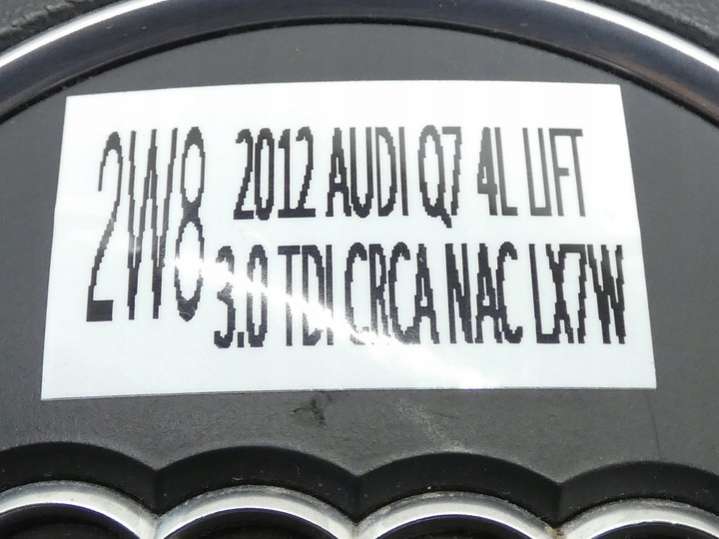 2W8
2012 AUDI Q7 4L LIFT
3.0 TDI CRCA NAC LX7W